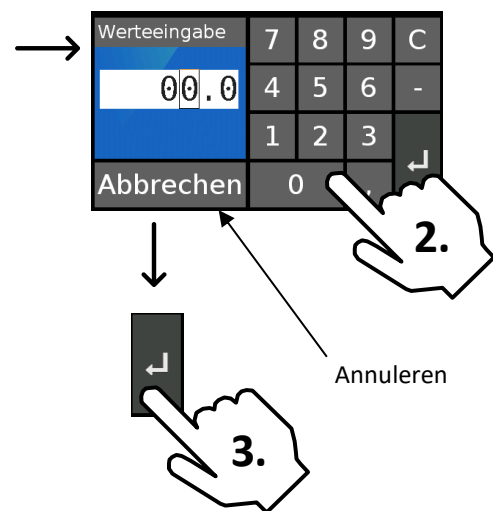 Werteeingabe
00.0
7 8 9 C
4 5 6 -
1 2 3
Abbrechen 0 ,
2.
Annuleren
3.